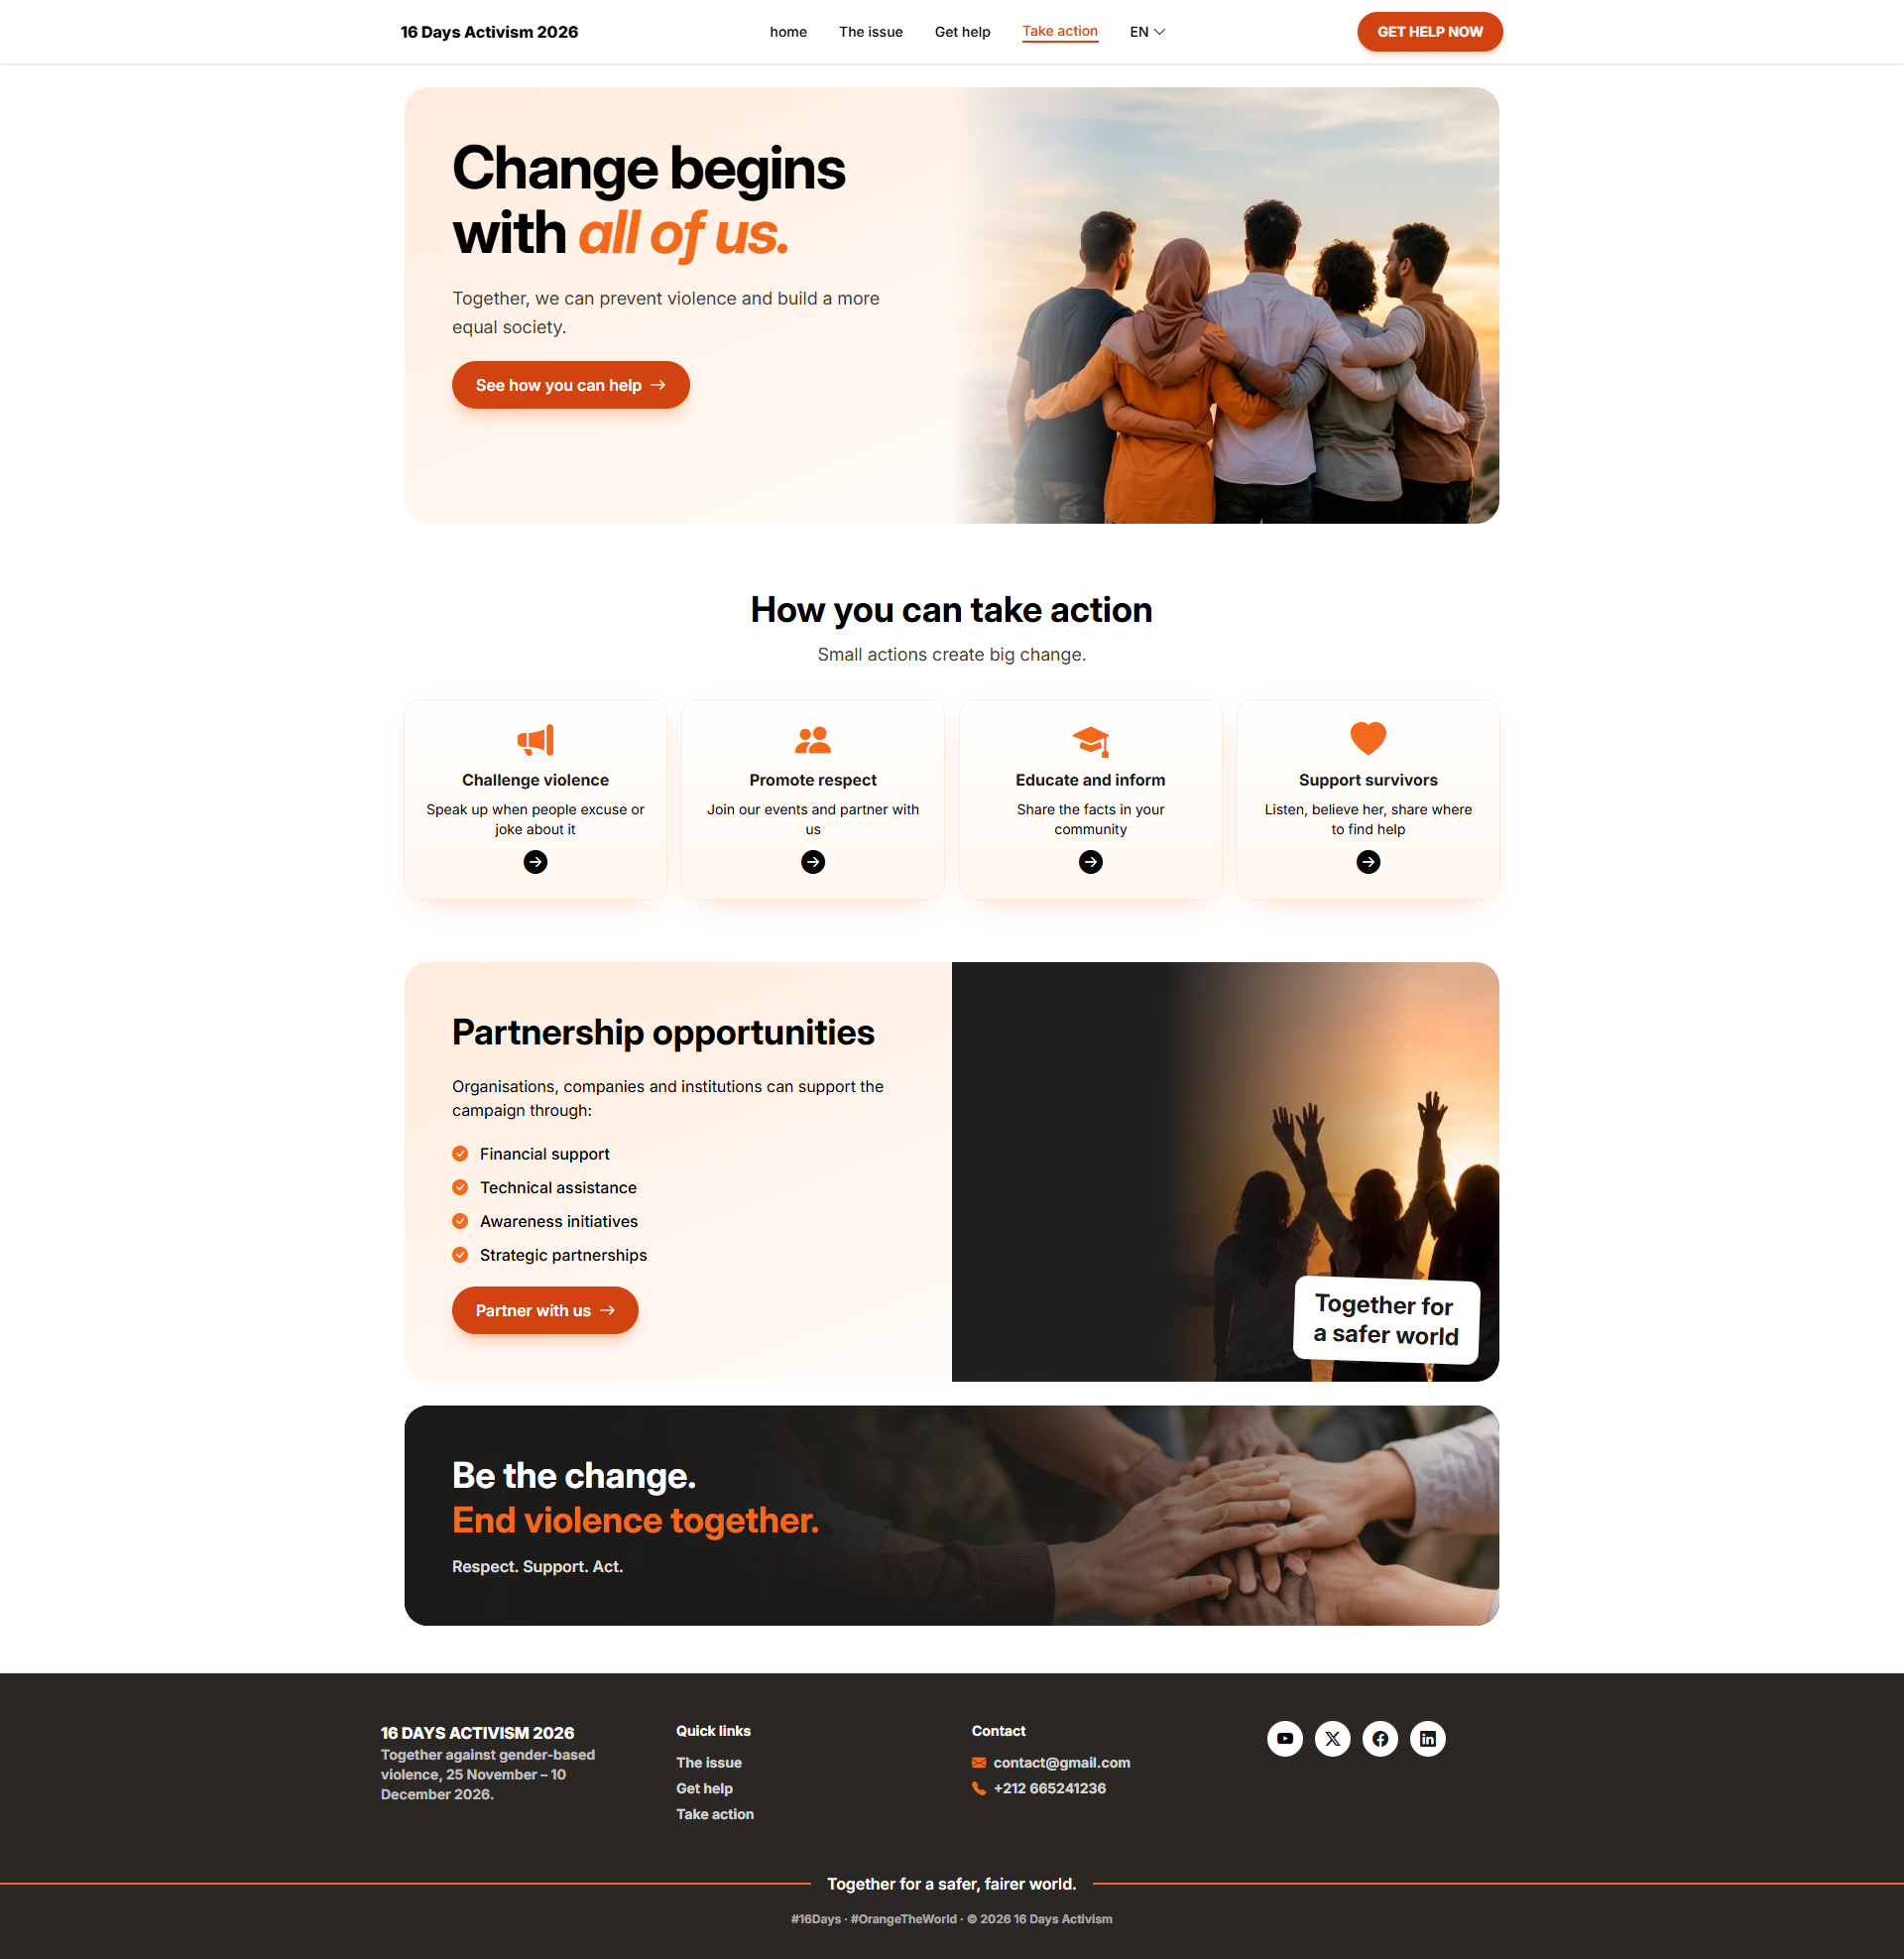 16 Days Activism 2026
home
The issue
Get help
Take action
EN
GET HELP NOW
Change begins
with all of us.
Together, we can prevent violence and build a more
equal society.
See how you can help
How you can take action
Small actions create big change.
Challenge violence
Speak up when people excuse or
joke about it
Promote respect
Join our events and partner with
us
Educate and inform
Share the facts in your
community
Support survivors
Listen, believe her, share where
to find help
Partnership opportunities
Organisations, companies and institutions can support the
campaign through:
Financial support
Technical assistance
Awareness initiatives
Strategic partnerships
Partner with us
Together for
a safer world
Be the change.
End violence together.
Respect. Support. Act.
16 DAYS ACTIVISM 2026
Together against gender-based
violence, 25 November – 10
December 2026.
Quick links
The issue
Get help
Take action
Contact
contact@gmail.com
+212 665241236
Together for a safer, fairer world.
#16Days · #OrangeTheWorld · © 2026 16 Days Activism